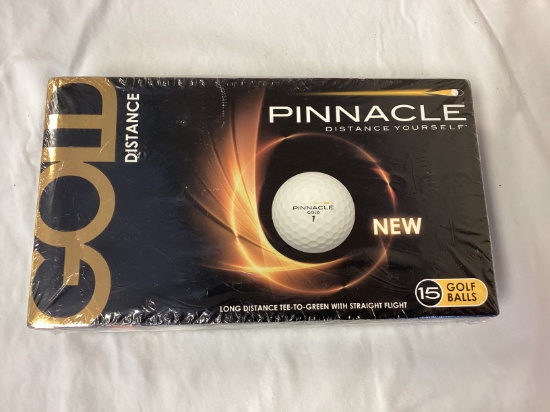 GOLD
DISTANCE
PINNACLE
DISTANCE YOURSELF™
PINNACLE
GOLD
1
NEW
LONG DISTANCE TEE-TO-GREEN WITH STRAIGHT FLIGHT
15 GOLF
BALLS